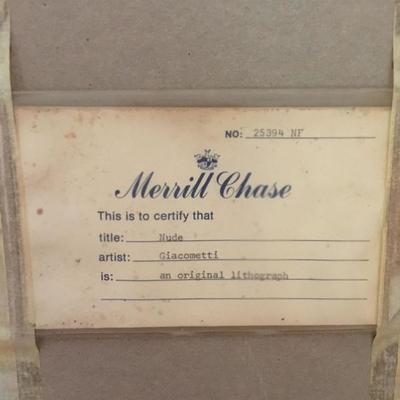 NO: 25394 NF
Merrill Chase
This is to certify that
title: Nude
artist: Giacometti
is: an original lithograph